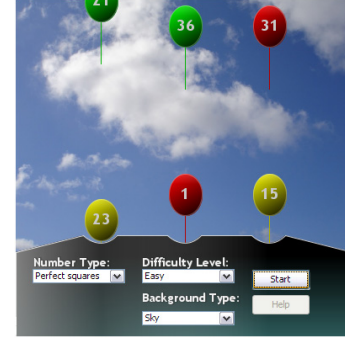 21
36 31
1 15
23
Number Type: Difficulty Level:
Perfect squares Easy Start
Background Type: Help
Sky